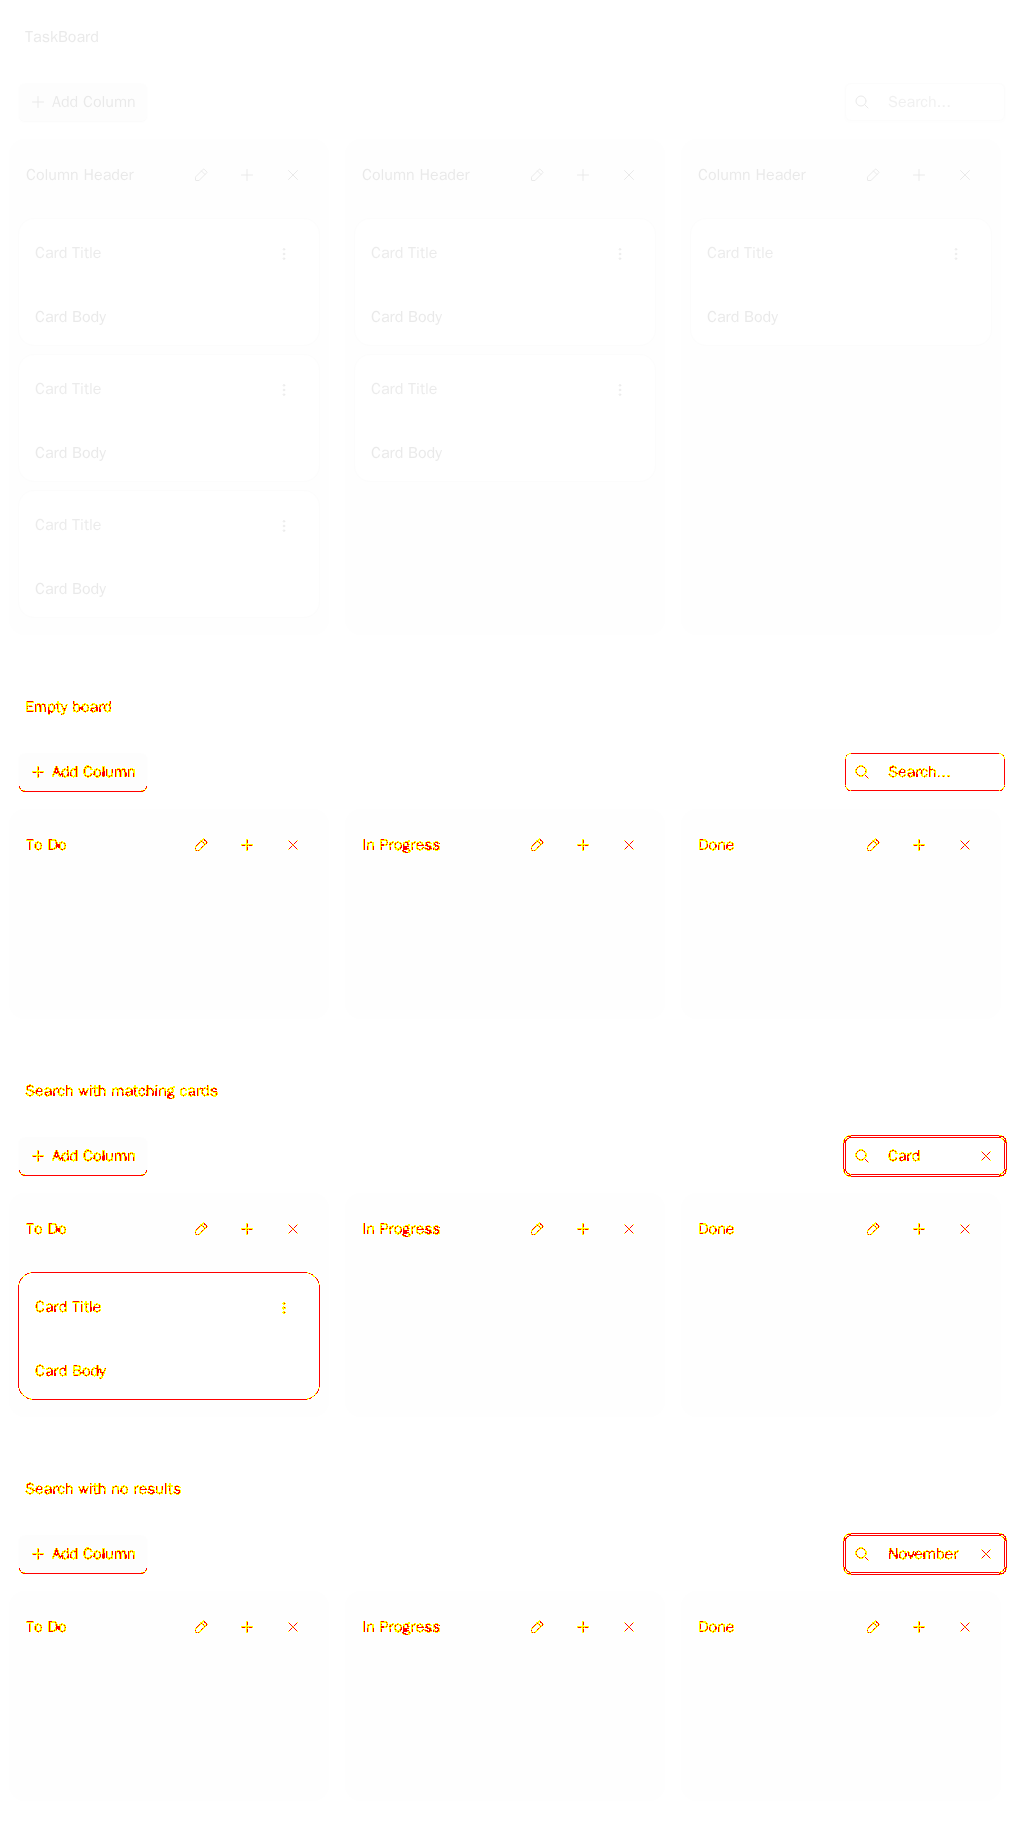 TaskBoard
Add Column Search...
Column Header Column Header Column Header
Card Title Card Title Card Title
Card Body Card Body Card Body
Card Title Card Title
Card Body Card Body
Card Title
Card Body
Empty board
Add Column Search...
To Do In Progress Done
Search with matching cards
Add Column Card
To Do In Progress Done
Card Title
Card Body
Search with no results
Add Column November
To Do In Progress Done